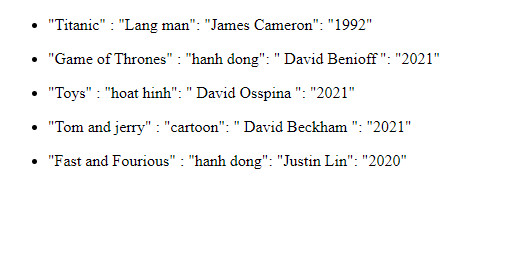 "Titanic" : "Lang man": "James Cameron": "1992"
"Game of Thrones" : "hanh dong": " David Benioff ": "2021"
"Toys" : "hoat hinh": " David Osspina ": "2021"
"Tom and jerry" : "cartoon": " David Beckham ": "2021"
"Fast and Fourious" : "hanh dong": "Justin Lin": "2020"